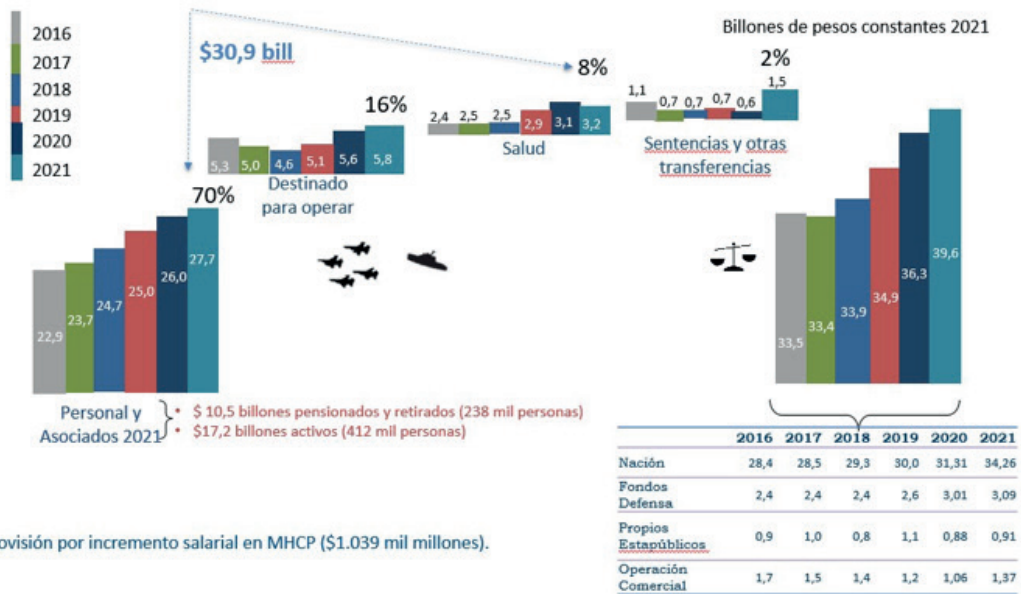 Billones de pesos constantes 2021
2016
2017
2018
2019
2020
2021
$30,9 bill
70%
22,9
23,7
24,7
25,0
26,0
27,7
Personal y
Asociados 2021
• $ 10,5 billones pensionados y retirados (238 mil personas)
• $17,2 billones activos (412 mil personas)
16%
5,3
5,0
4,6
5,1
5,6
5,8
Destinado
para operar
8%
2,4
2,5
2,5
2,9
3,1
3,2
Salud
2%
1,1
0,7
0,7
0,7
0,6
1,5
Sentencias y otras
transferencias
33,5
33,4
33,9
34,9
36,3
39,6
2016 2017 2018 2019 2020 2021
Nación 28,4 28,5 29,3 30,0 31,31 34,26
Fondos
Defensa 2,4 2,4 2,4 2,6 3,01 3,09
Propios
Estapúblicos 0,9 1,0 0,8 1,1 0,88 0,91
Operación
Comercial 1,7 1,5 1,4 1,2 1,06 1,37
ovisión por incremento salarial en MHCP ($1.039 mil millones).